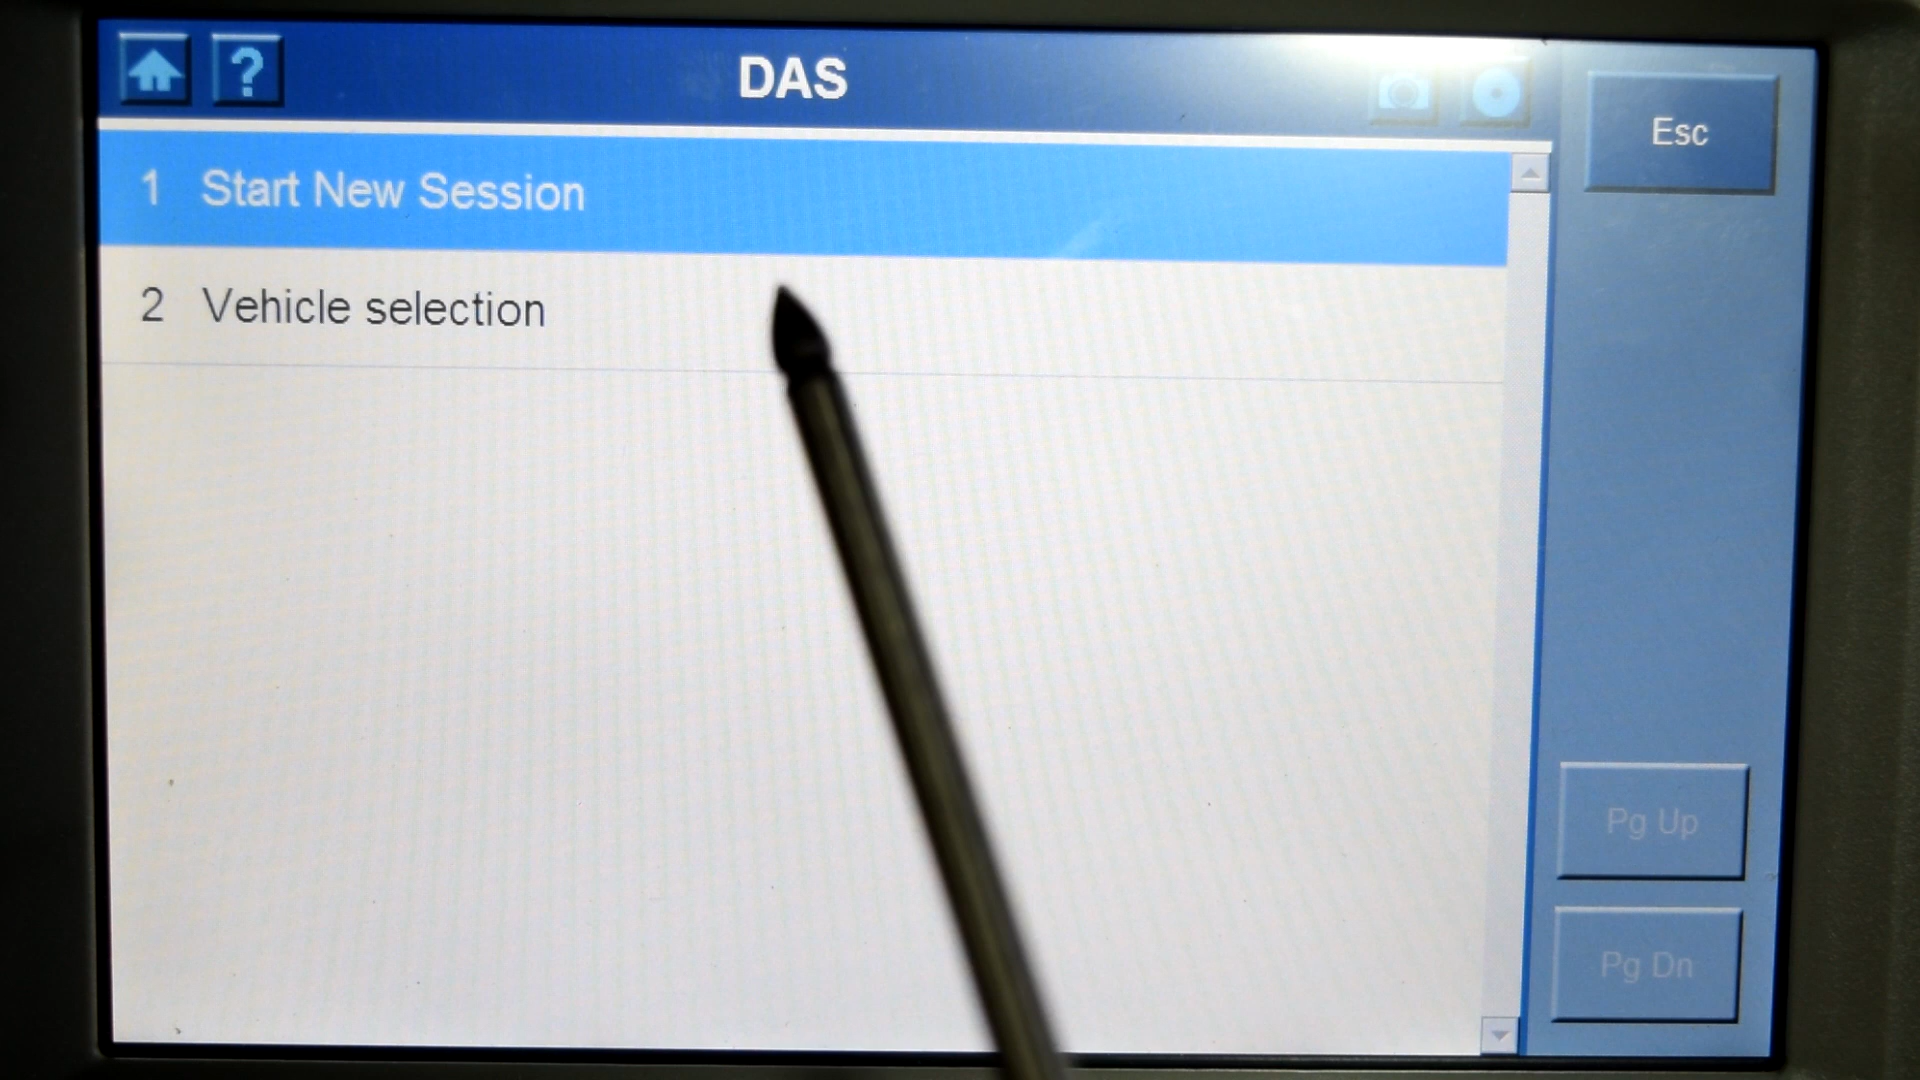 ?
DAS
Esc
1 Start New Session
2 Vehicle selection
Pg Up
Pg Dn